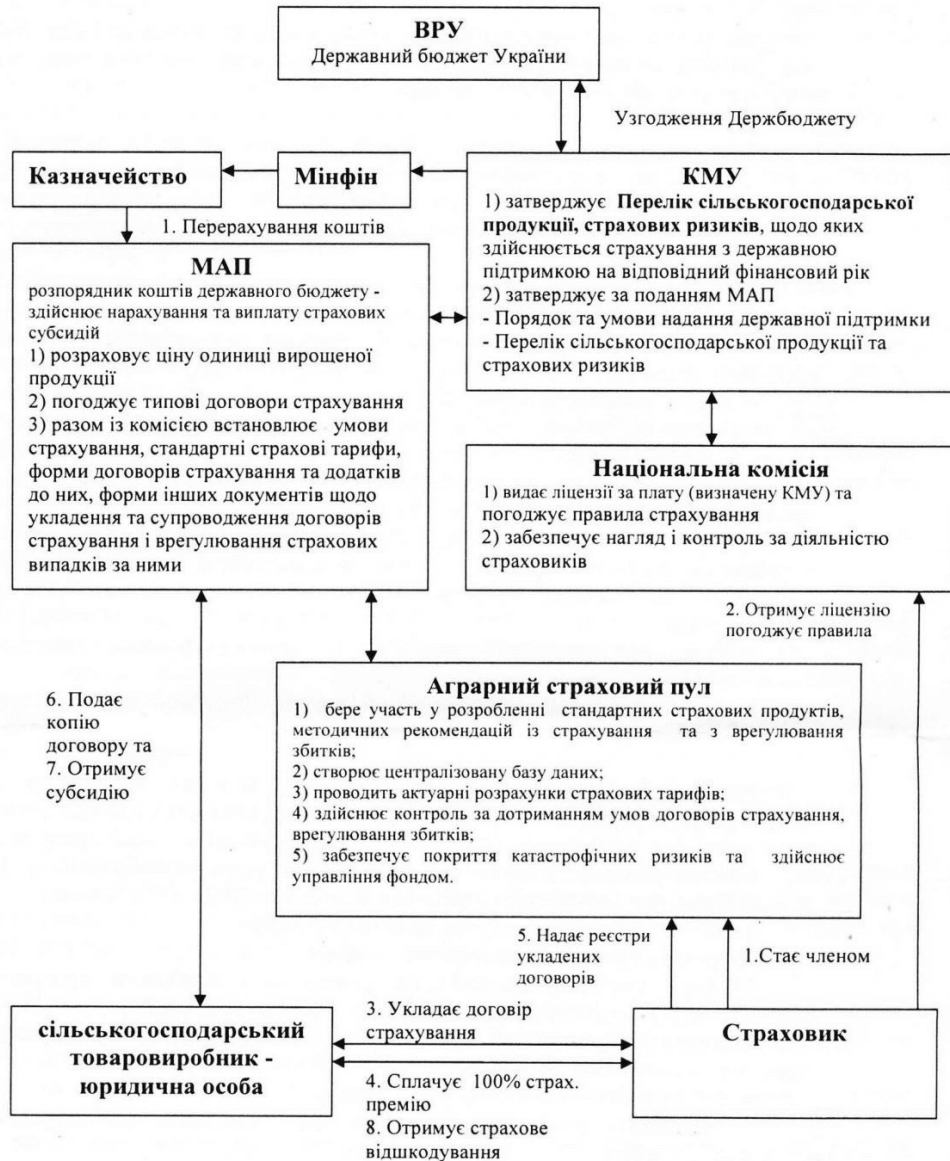 ВРУ
Державний бюджет України
Узгодження Держбюджету
Казначейство
Мінфін
КМУ
1) затверджує Перелік сільськогосподарської
продукції, страхових ризиків, щодо яких
здійснюється страхування з державною
підтримкою на відповідний фінансовий рік
2) затверджує за поданням МАП
- Порядок та умови надання державної підтримки
- Перелік сільськогосподарської продукції та
страхових ризиків
1. Перерахування коштів
МАП
розпорядник коштів державного бюджету -
здійснює нарахування та виплату страхових
субсидій
1) розраховує ціну одиниці вирощеної
продукції
2) погоджує типові договори страхування
3) разом із комісією встановлює умови
страхування, стандартні страхові тарифи,
форми договорів страхування та додатків
до них, форми інших документів щодо
укладення та супроводження договорів
страхування і врегулювання страхових
випадків за ними
Національна комісія
1) видає ліцензії за плату (визначену КМУ) та
погоджує правила страхування
2) забезпечує нагляд і контроль за діяльністю
страховиків
2. Отримує ліцензію
погоджує правила
Аграрний страховий пул
1) бере участь у розробленні стандартних страхових продуктів,
методичних рекомендацій із страхування та з врегулювання
збитків;
2) створює централізовану базу даних;
3) проводить актуарні розрахунки страхових тарифів;
4) здійснює контроль за дотриманням умов договорів страхування,
врегулювання збитків;
5) забезпечує покриття катастрофічних ризиків та здійснює
управління фондом.
6. Подає
копію
договору та
7. Отримує
субсидію
5. Надає реєстри
укладених
договорів
1.Стає членом
сільськогосподарський
товаровиробник -
юридична особа
3. Укладає договір
страхування
4. Сплачує 100% страх.
премію
8. Отримує страхове
відшкодування
Страховик